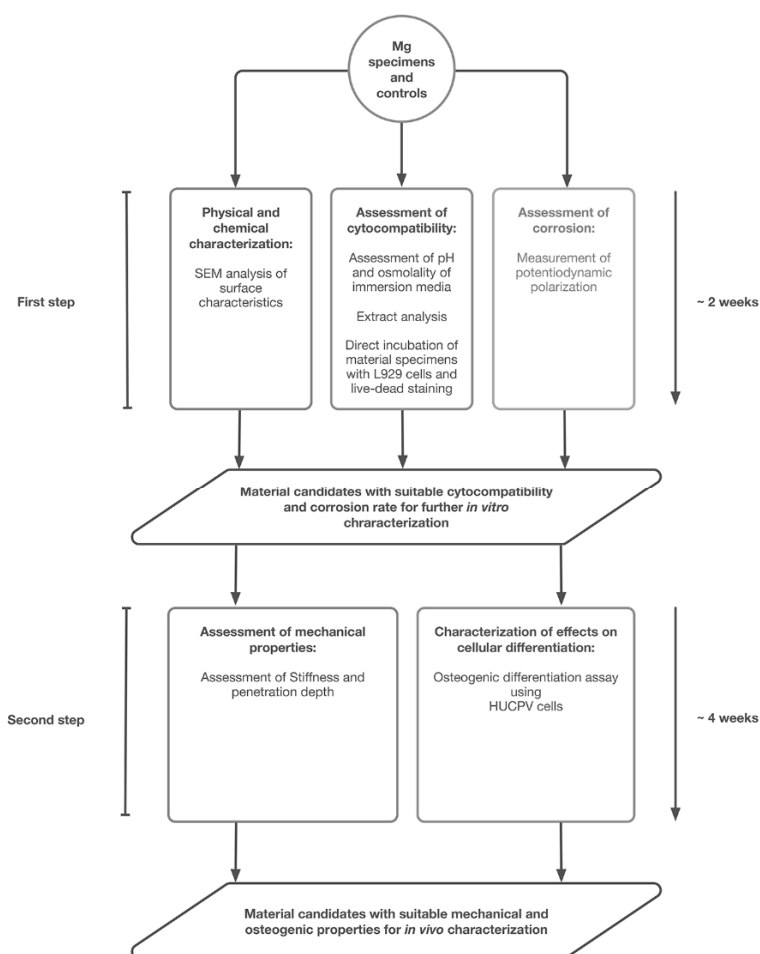 Mg
specimens
and
controls
Physical and
chemical
characterization:
SEM analysis of
surface
characteristics
Assessment of
cytocompatibility:
Assessment of pH
and osmolality of
immersion media
Extract analysis
Direct incubation of
material specimens
with L929 cells and
live-dead staining
Assessment of
corrosion:
Measurement of
potentiodynamic
polarization
First step
~ 2 weeks
Material candidates with suitable cytocompatibility
and corrosion rate for further in vitro
chraracterization
Assessment of mechanical
properties:
Assessment of Stiffness and
penetration depth
Characterization of effects on
cellular differentiation:
Osteogenic differentiation assay
using
HUCPV cells
Second step
~ 4 weeks
Material candidates with suitable mechanical and
osteogenic properties for in vivo characterization